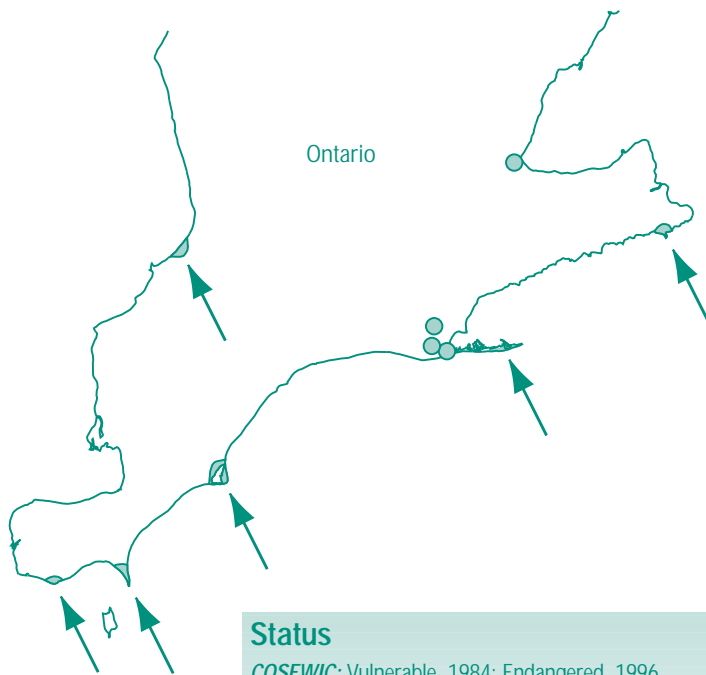 Ontario
Status
COSEWIC: Vulnerable, 1984; Endangered, 1996